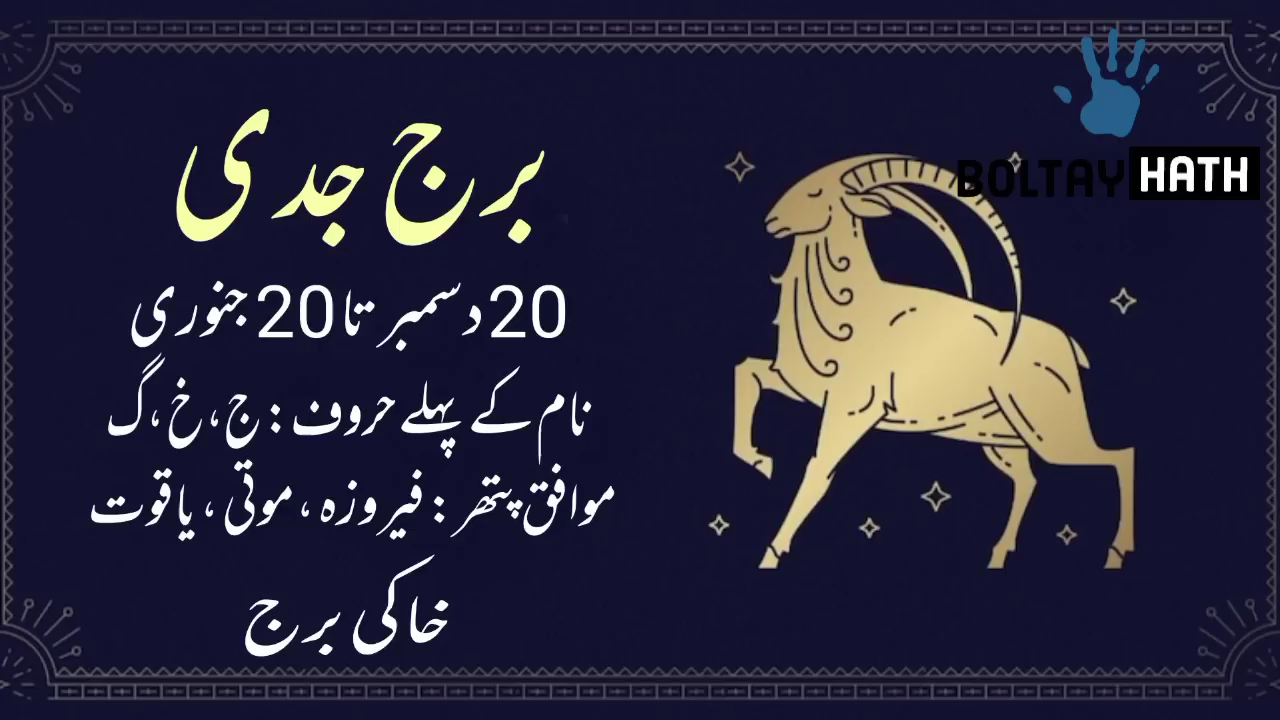 برج جدی
20 دسمبر تا 20 جنوری
نام کے پہلے حروف : ج، خ، گ
موافق پتھر : فیروزہ ، موتی ، یاقوت
خاکی برج
BOLTAY HATH